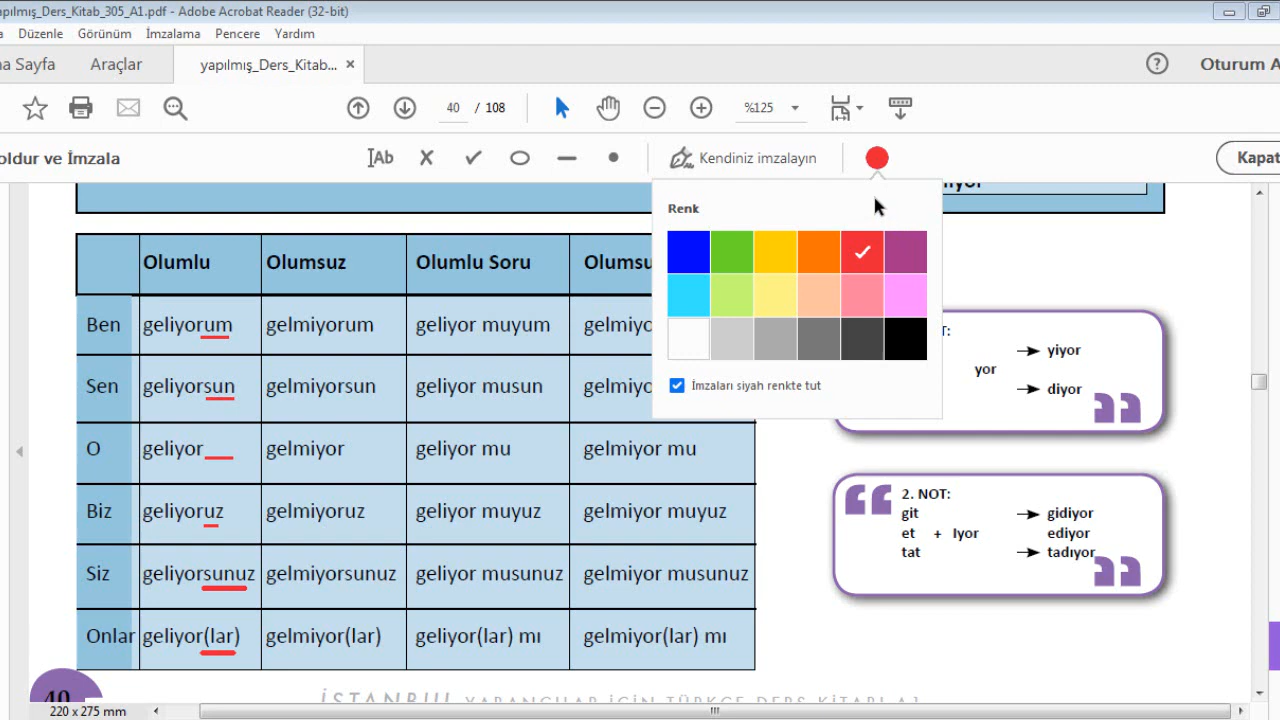 apılmış_Ders_Kitab_305_A1.pdf - Adobe Acrobat Reader (32-bit)
Düzenle Görünüm İmzalama Pencere Yardım
na Sayfa Araçlar yapılmış_Ders_Kitab... × ? Oturum A
40 / 108 %125
oldur ve İmzala Ab Kendiniz imzalayın Kapat
Renk
İmzaları siyah renkte tut
Olumlu Olumsuz Olumlu Soru Olumsu
Ben geliyorum gelmiyorum geliyor muyum gelmiyo
Sen geliyorsun gelmiyorsun geliyor musun gelmiyo
O geliyor gelmiyor geliyor mu gelmiyor mu
Biz geliyoruz gelmiyoruz geliyor muyuz gelmiyor muyuz
Siz geliyorsunuz gelmiyorsunuz geliyor musunuz gelmiyor musunuz
Onlar geliyor(lar) gelmiyor(lar) geliyor(lar) mı gelmiyor(lar) mı
T:
yiyor
yor
diyor
2. NOT:
git gidiyor
et + Iyor ediyor
tat tadıyor
40
220 x 275 mm